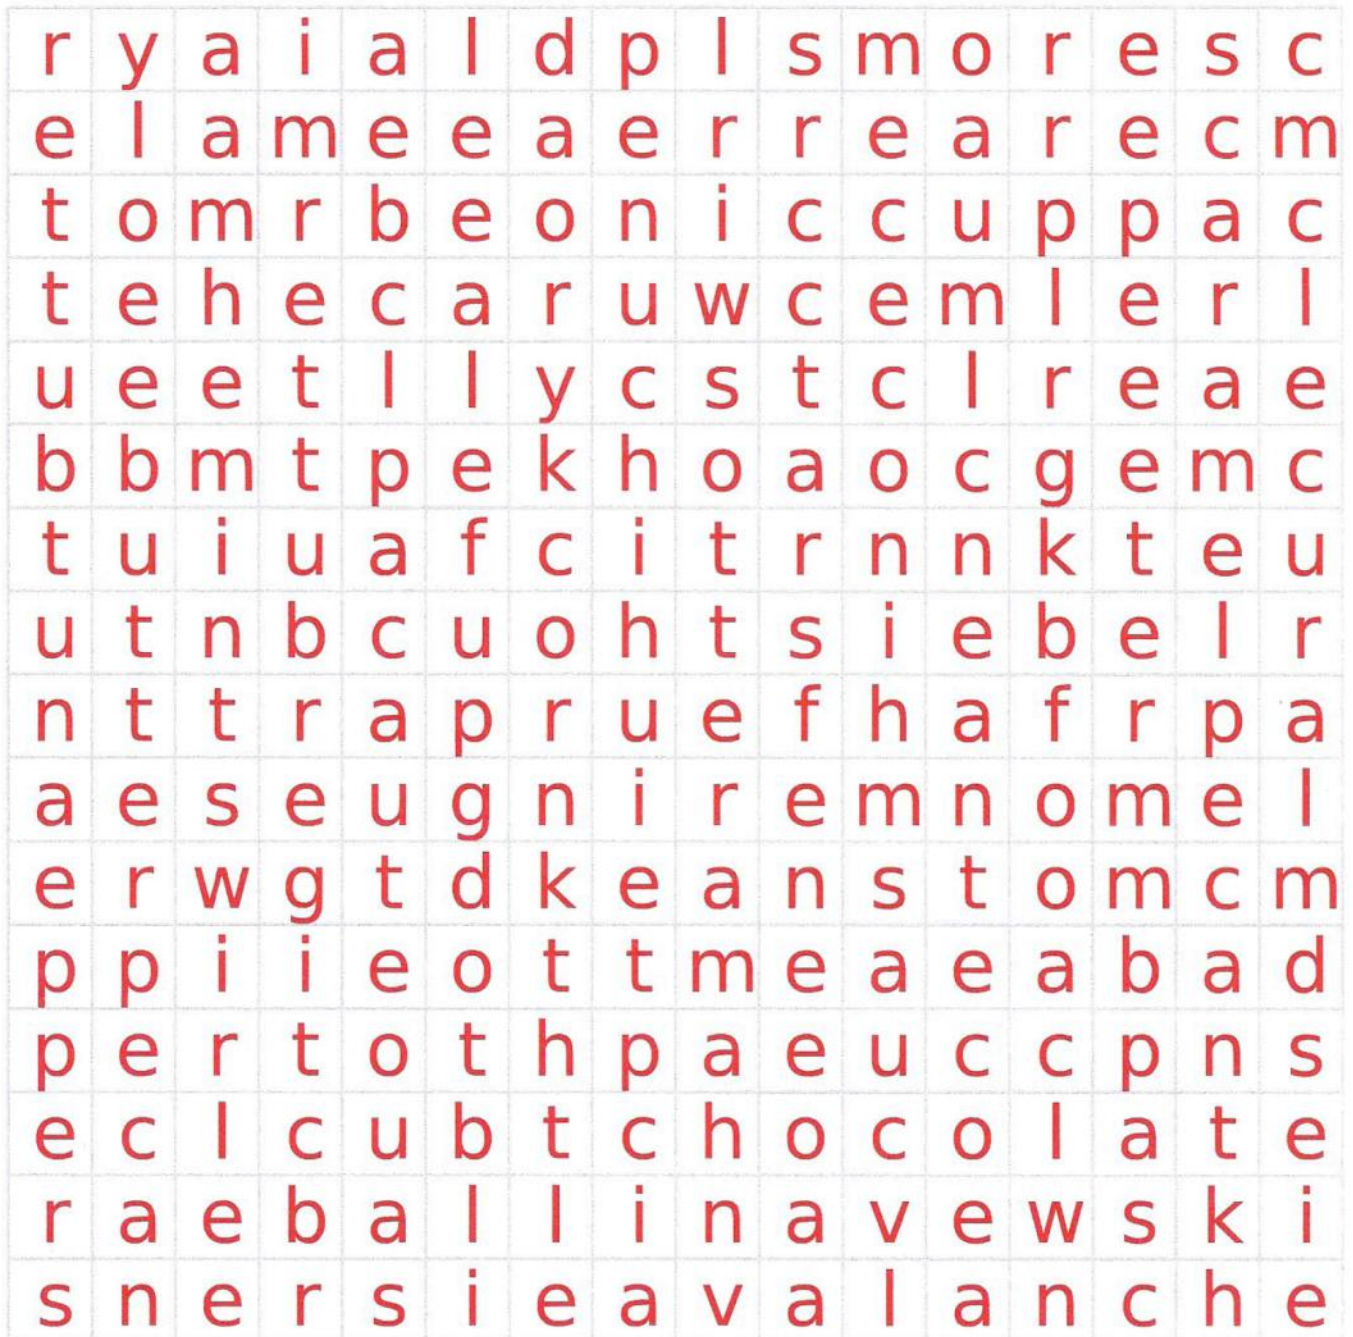 r y a i a l d p l s m o r e s c
e l a m e e a e r r e a r e c m
t o m r b e o n i c c u p p a c
t e h e c a r u w c e m l e r l
u e e t l l y c s t c l r e a e
b b m t p e k h o a o c g e m c
t u i u a f c i t r n n k t e u
u t n b c u o h t s i e b e l r
n t t r a p r u e f h a f r p a
a e s e u g n i r e m n o m e l
e r w g t d k e a n s t o m c m
p p i i e o t t m e a e a b a d
p e r t o t h p a e u c c p n s
e c l c u b t c h o c o l a t e
r a e b a l l i n a v e w s k i
s n e r s i e a v a l a n c h e